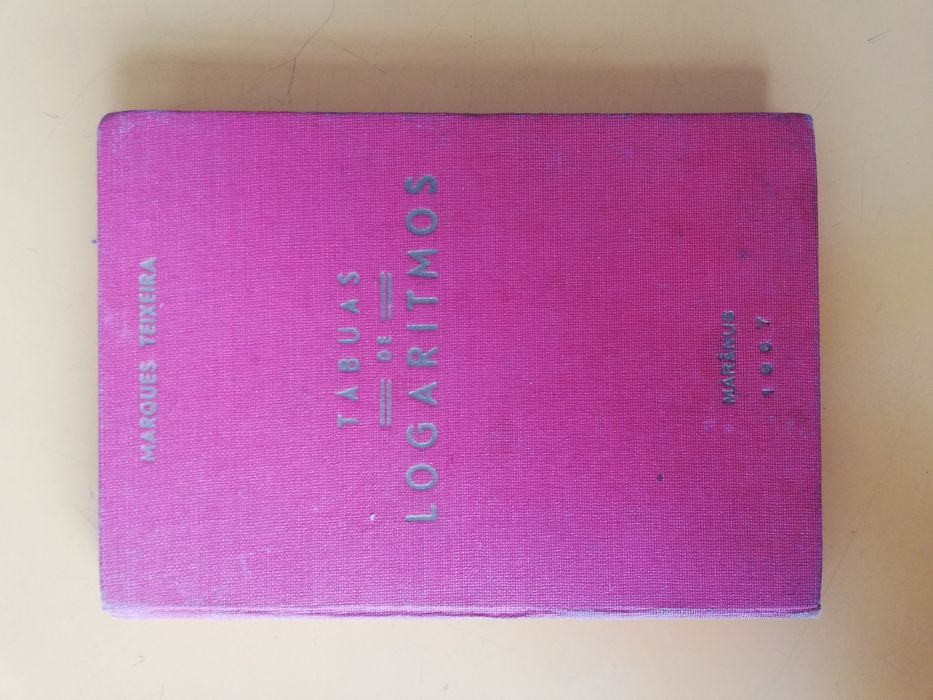 MARQUES TEIXEIRA
TÁBUAS
DE
LOGARITMOS
MARÂNUS